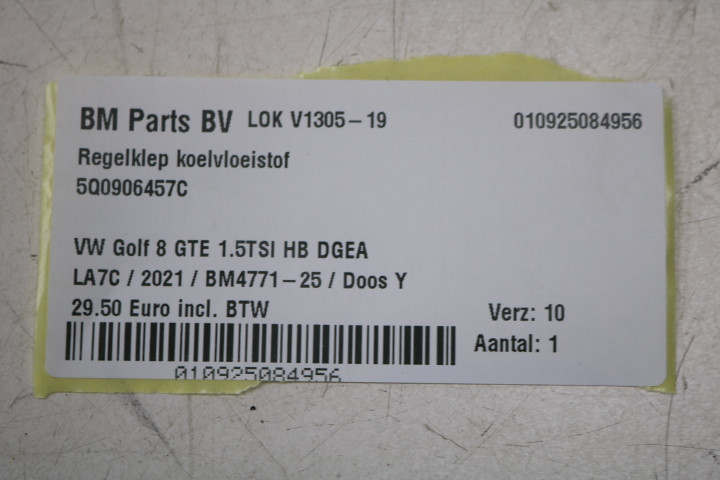 BM Parts BV LOK V1305-19 010925084956
Regelklep koelvloeistof
5Q0906457C
VW Golf 8 GTE 1.5TSI HB DGEA
LA7C / 2021 / BM4771-25 / Doos Y
29.50 Euro incl. BTW Verz: 10
Aantal: 1
010925084956